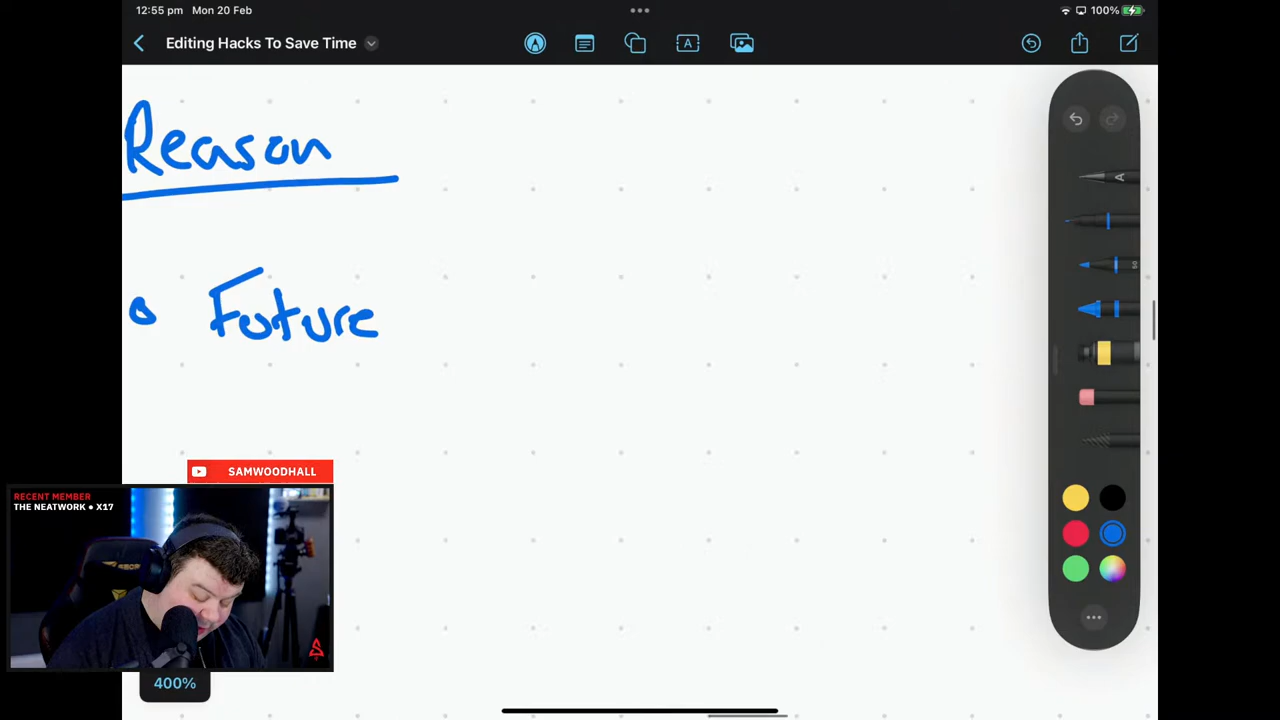 12:55 pm Mon 20 Feb
100%
Editing Hacks To Save Time
A
Reason
A
50
• Future
SAMWOODHALL
RECENT MEMBER
THE NEATWORK ● X17
400%